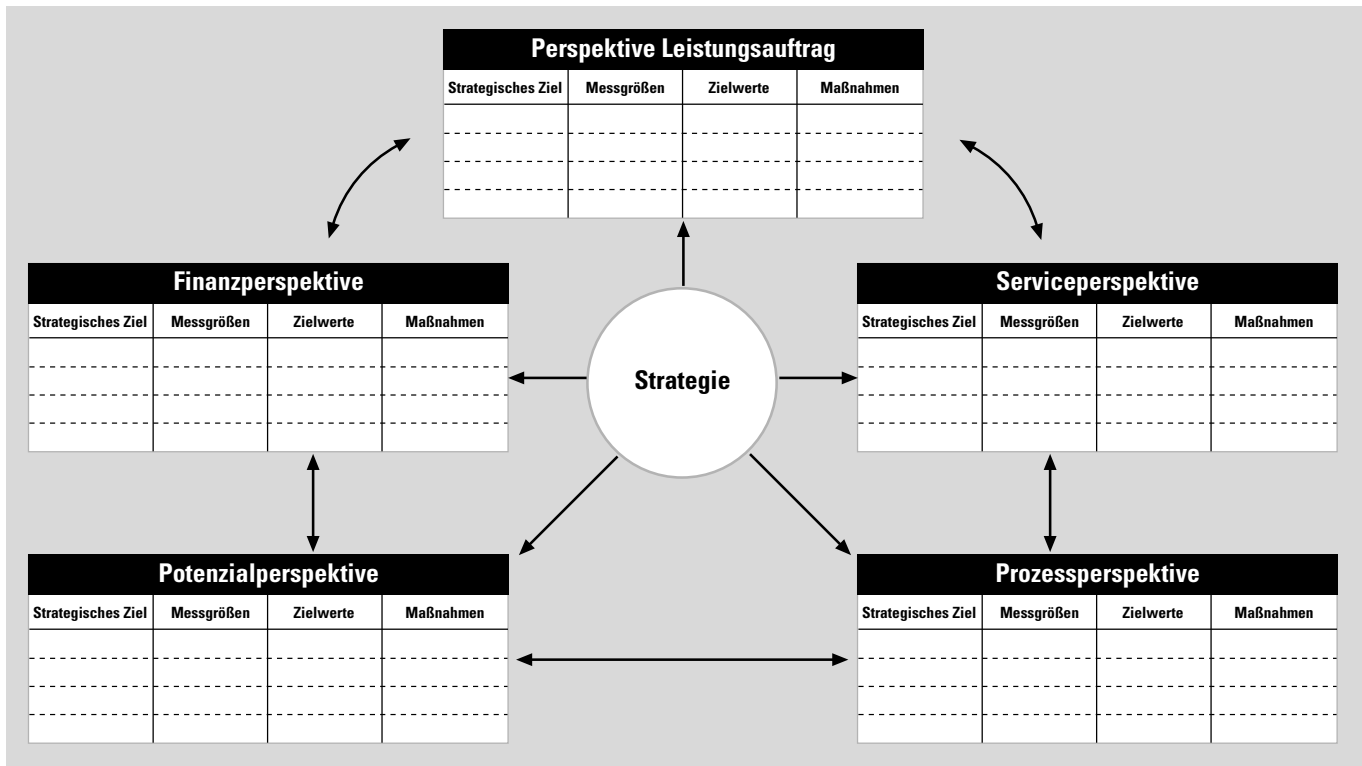 Perspektive Leistungsauftrag
Strategisches Ziel Messgrößen Zielwerte Maßnahmen
Finanzperspektive
Strategisches Ziel Messgrößen Zielwerte Maßnahmen
Serviceperspektive
Strategisches Ziel Messgrößen Zielwerte Maßnahmen
Strategie
Potenzialperspektive
Strategisches Ziel Messgrößen Zielwerte Maßnahmen
Prozessperspektive
Strategisches Ziel Messgrößen Zielwerte Maßnahmen